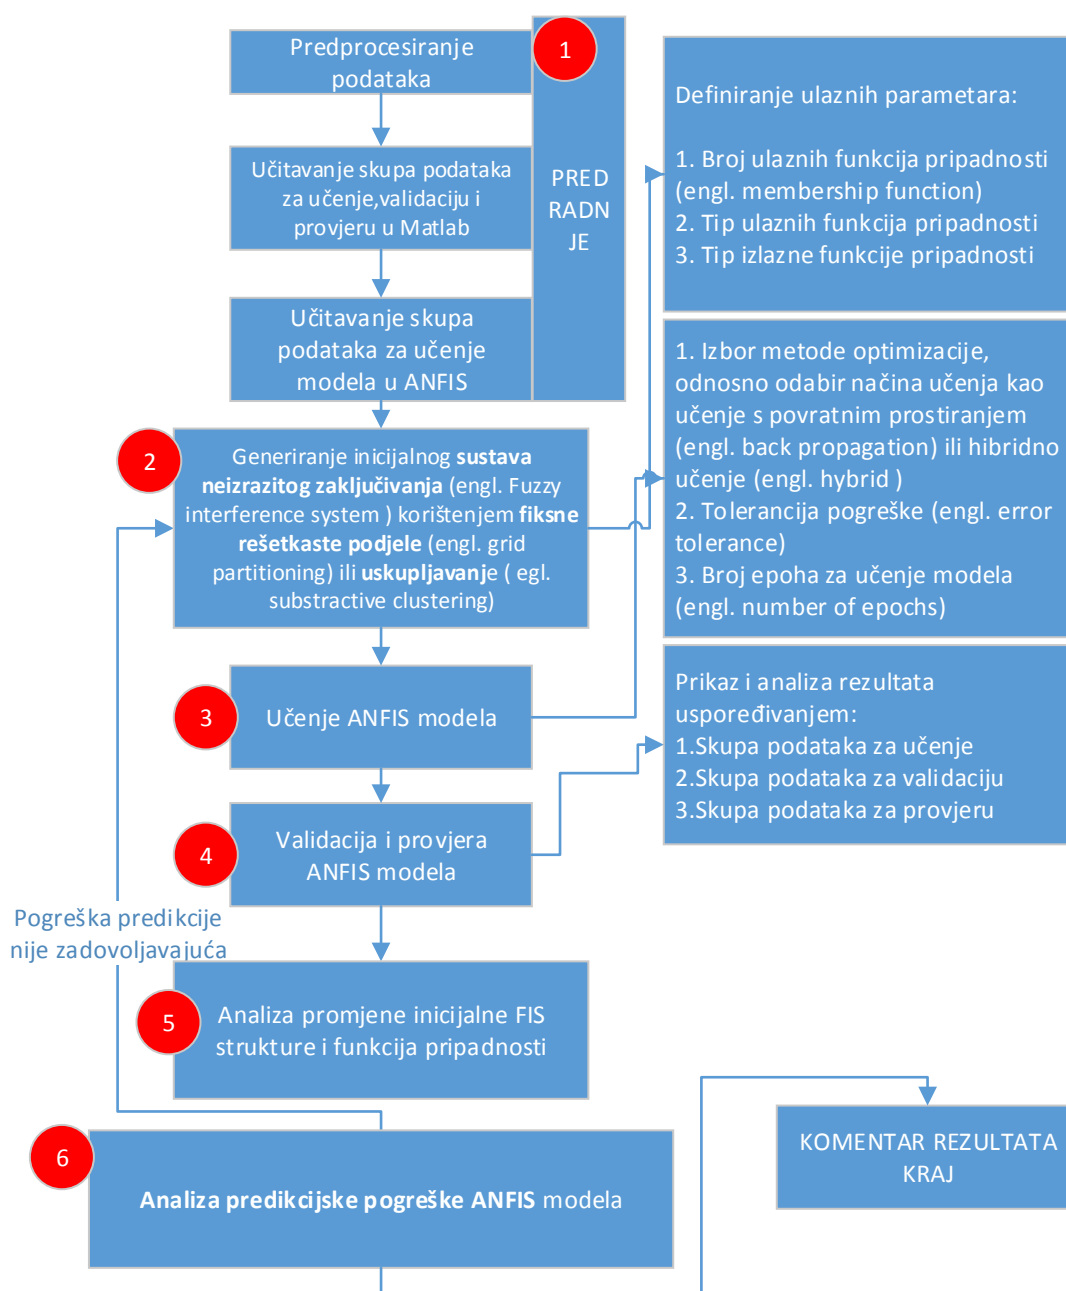 Predprocesiranje
podataka
1
PRED
RADN
JE
Učitavanje skupa podataka
za učenje,validaciju i
provjeru u Matlab
Učitavanje skupa
podataka za učenje
modela u ANFIS
Definiranje ulaznih parametara:
1. Broj ulaznih funkcija pripadnosti
(engl. membership function)
2. Tip ulaznih funkcija pripadnosti
3. Tip izlazne funkcije pripadnosti
2
Generiranje inicijalnog sustava
neizrazitog zaključivanja (engl. Fuzzy
interference system ) korištenjem fiksne
rešetkaste podjele (engl. grid
partitioning) ili uskupljavanje ( egl.
substractive clustering)
1. Izbor metode optimizacije,
odnosno odabir načina učenja kao
učenje s povratnim prostiranjem
(engl. back propagation) ili hibridno
učenje (engl. hybrid )
2. Tolerancija pogreške (engl. error
tolerance)
3. Broj epoha za učenje modela
(engl. number of epochs)
3
Učenje ANFIS modela
Prikaz i analiza rezultata
uspoređivanjem:
1.Skupa podataka za učenje
2.Skupa podataka za validaciju
3.Skupa podataka za provjeru
4
Validacija i provjera
ANFIS modela
Pogreška predikcije
nije zadovoljavajuća
5
Analiza promjene inicijalne FIS
strukture i funkcija pripadnosti
6
Analiza predikcijske pogreške ANFIS modela
KOMENTAR REZULTATA
KRAJ